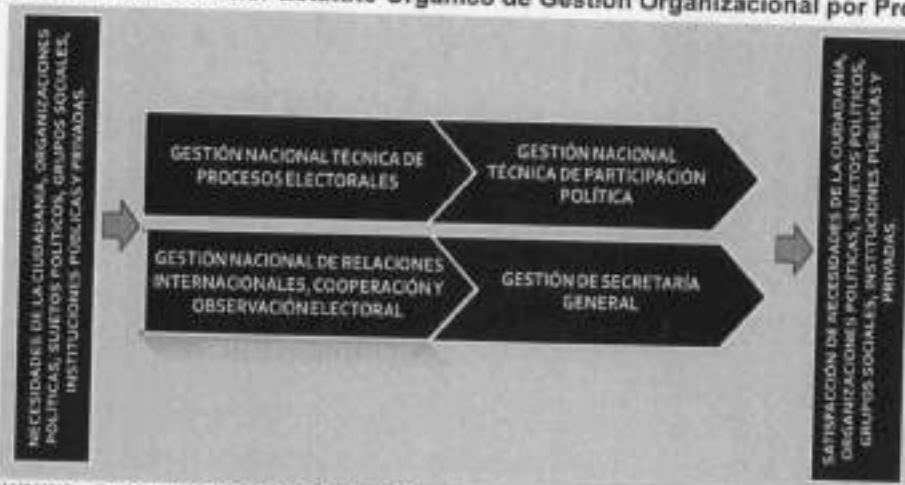 Estatuto Orgánico de Gestión Organizacional por
NECESIDADES DE LA CIUDADANÍA, ORGANIZACIONES
POLÍTICAS, SUJETOS POLÍTICOS, GRUPOS SOCIALES,
INSTITUCIONES PÚBLICAS Y PRIVADAS.
GESTIÓN NACIONAL TÉCNICA DE
PROCESOS ELECTORALES
GESTIÓN NACIONAL
TÉCNICA DE PARTICIPACIÓN
POLÍTICA
GESTIÓN NACIONAL DE RELACIONES
INTERNACIONALES, COOPERACIÓN Y
OBSERVACIÓN ELECTORAL
GESTIÓN DE SECRETARÍA
GENERAL
SATISFACCIÓN DE NECESIDADES DE LA CIUDADANÍA,
ORGANIZACIONES POLÍTICAS, SUJETOS POLÍTICOS,
GRUPOS SOCIALES, INSTITUCIONES PÚBLICAS Y
PRIVADAS.